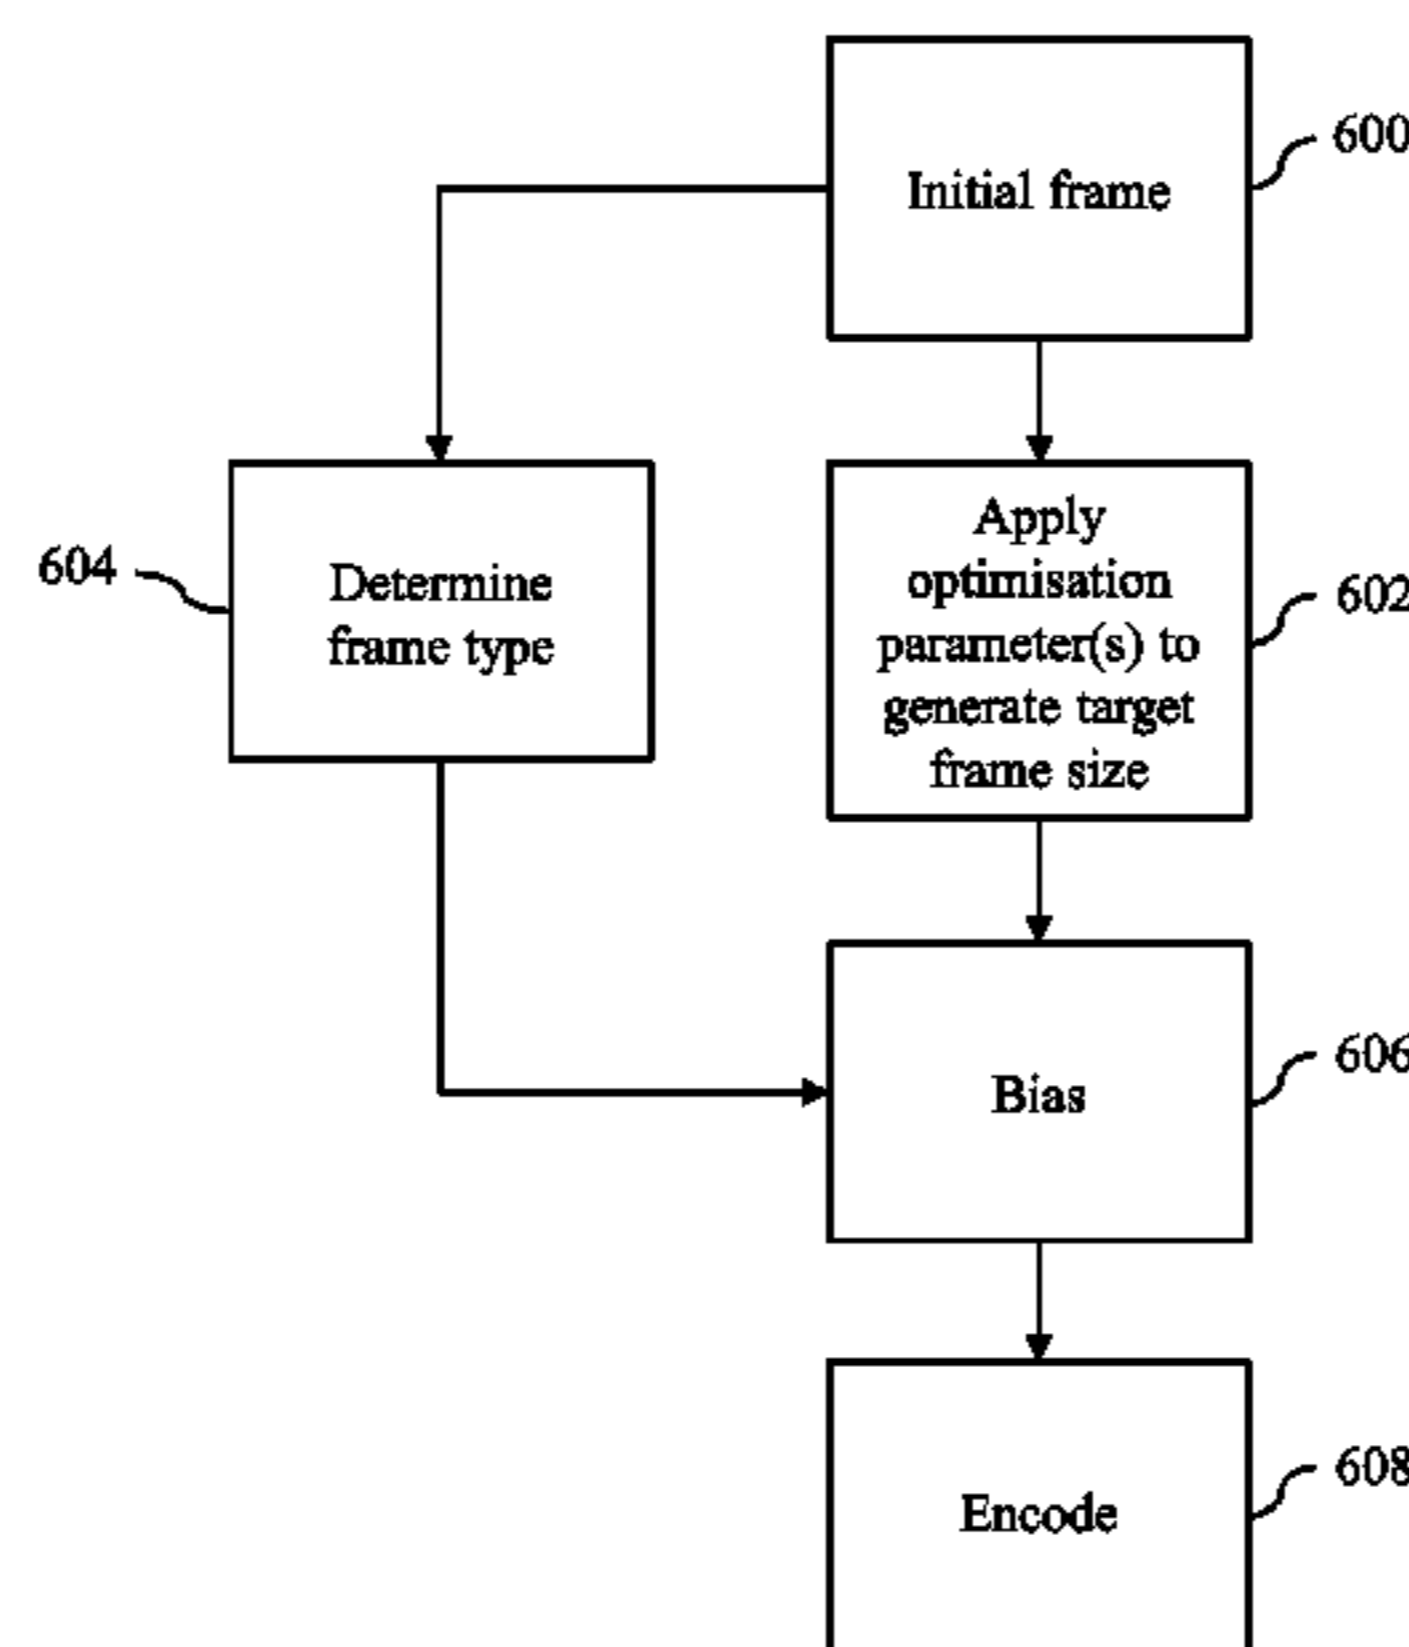 600
Initial frame
604
Determine
frame type
Apply
optimisation
parameter(s) to
generate target
frame size
602
Bias
606
Encode
608